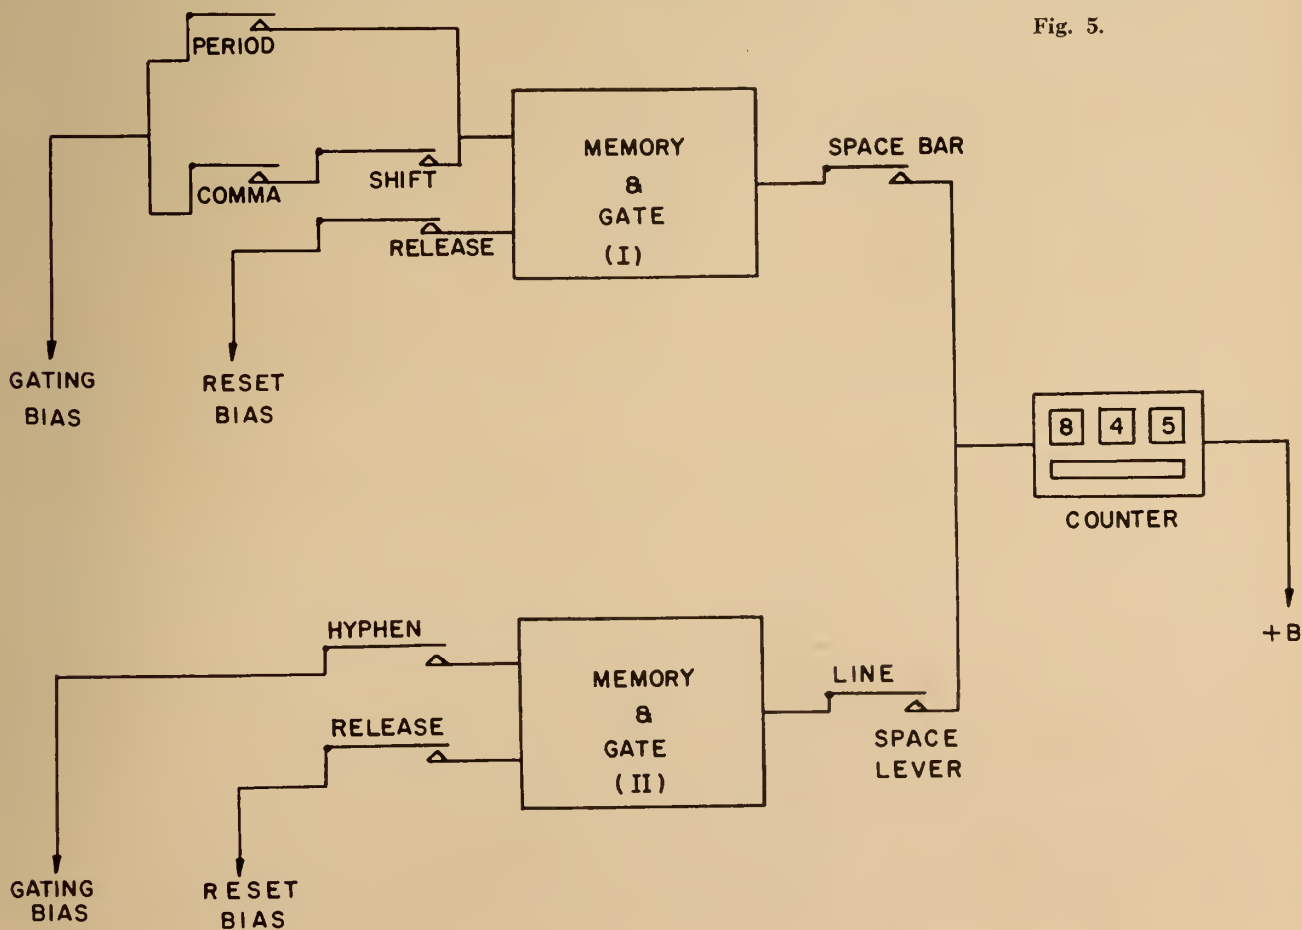 Fig. 5.
PERIOD
COMMA
SHIFT
RELEASE
MEMORY
&
GATE
(I)
SPACE BAR
GATING
BIAS
RESET
BIAS
8 4 5
COUNTER
+B
HYPHEN
RELEASE
MEMORY
&
GATE
(II)
LINE
SPACE
LEVER
GATING
BIAS
RESET
BIAS